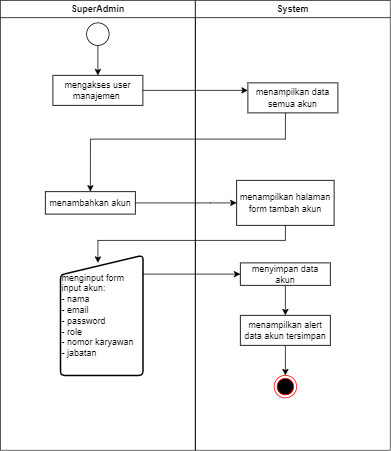 SuperAdmin
System
mengakses user
manajemen
menampilkan data
semua akun
menambahkan akun
menampilkan halaman
form tambah akun
menginput form
input akun:
- nama
- email
- password
- role
- nomor karyawan
- jabatan
menyimpan data
akun
menampilkan alert
data akun tersimpan